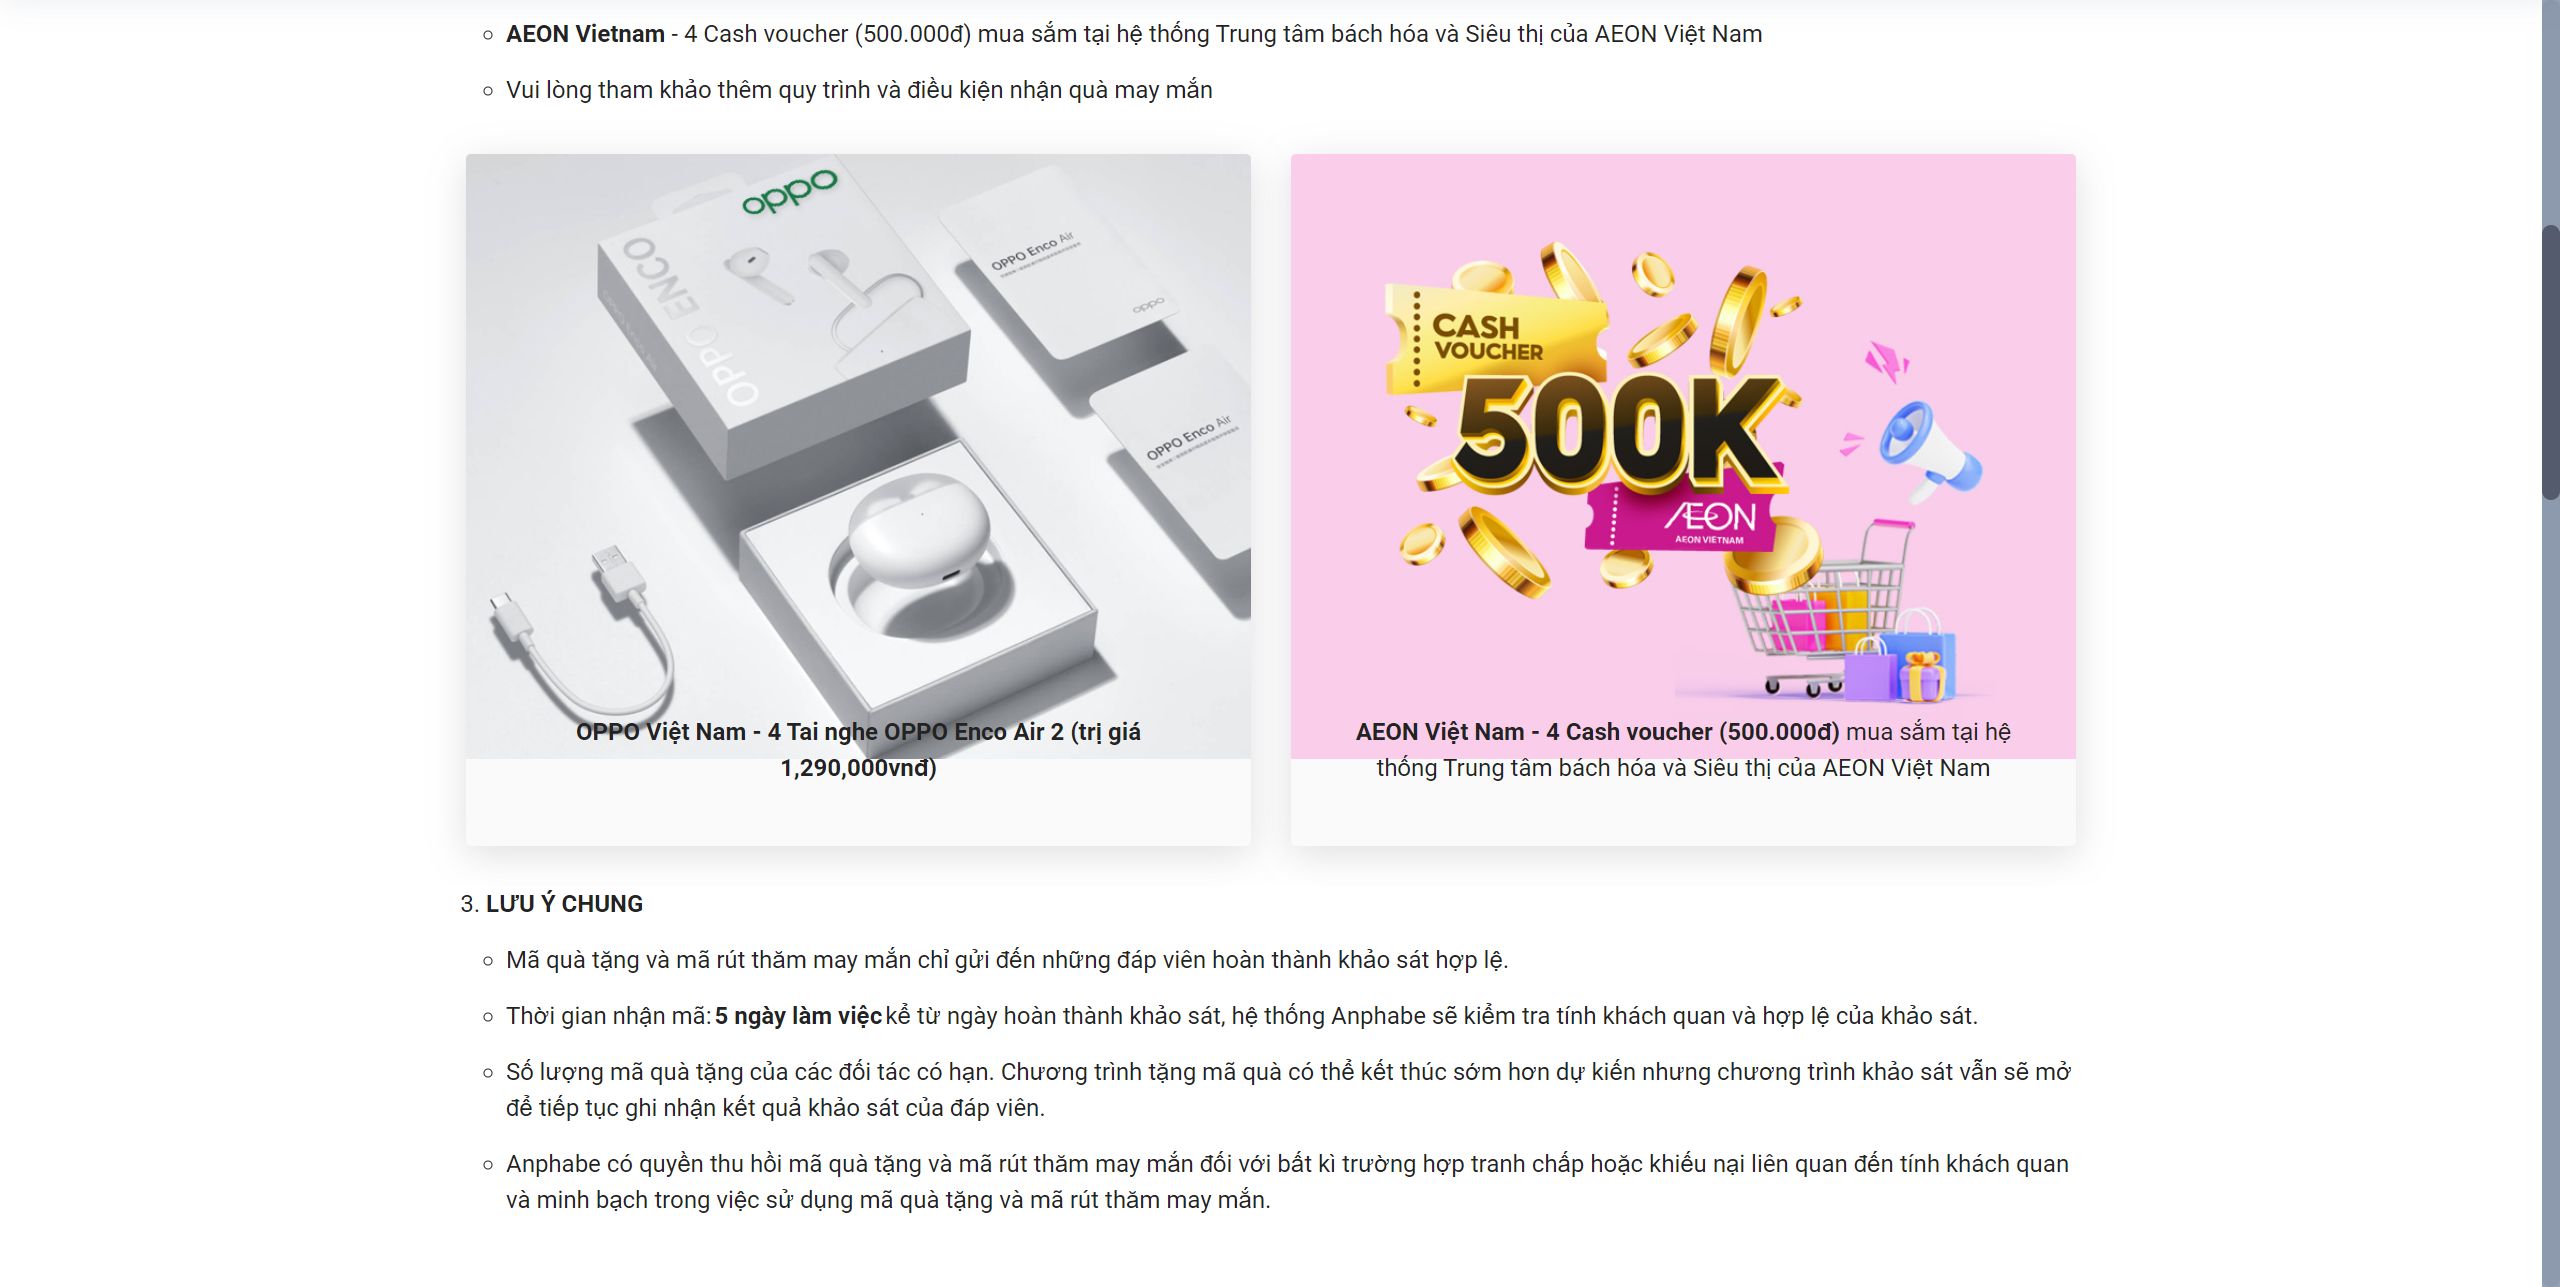 AEON Vietnam - 4 Cash voucher (500.000đ) mua sắm tại hệ thống Trung tâm bách hóa và Siêu thị của AEON Việt Nam
Vui lòng tham khảo thêm quy trình và điều kiện nhận quà may mắn
oppo
OPPO ENCO
OPPO Enco Air
oppo
OPPO Enco Air
OPPO Việt Nam - 4 Tai nghe OPPO Enco Air 2 (trị giá
1,290,000vnđ)
CASH
VOUCHER
500K
AEON
AEON VIETNAM
AEON Việt Nam - 4 Cash voucher (500.000đ) mua sắm tại hệ
thống Trung tâm bách hóa và Siêu thị của AEON Việt Nam
3. LƯU Ý CHUNG
Mã quà tặng và mã rút thăm may mắn chỉ gửi đến những đáp viên hoàn thành khảo sát hợp lệ.
Thời gian nhận mã: 5 ngày làm việc kể từ ngày hoàn thành khảo sát, hệ thống Anphabe sẽ kiểm tra tính khách quan và hợp lệ của khảo sát.
Số lượng mã quà tặng của các đối tác có hạn. Chương trình tặng mã quà có thể kết thúc sớm hơn dự kiến nhưng chương trình khảo sát vẫn sẽ mở
để tiếp tục ghi nhận kết quả khảo sát của đáp viên.
Anphabe có quyền thu hồi mã quà tặng và mã rút thăm may mắn đối với bất kì trường hợp tranh chấp hoặc khiếu nại liên quan đến tính khách quan
và minh bạch trong việc sử dụng mã quà tặng và mã rút thăm may mắn.